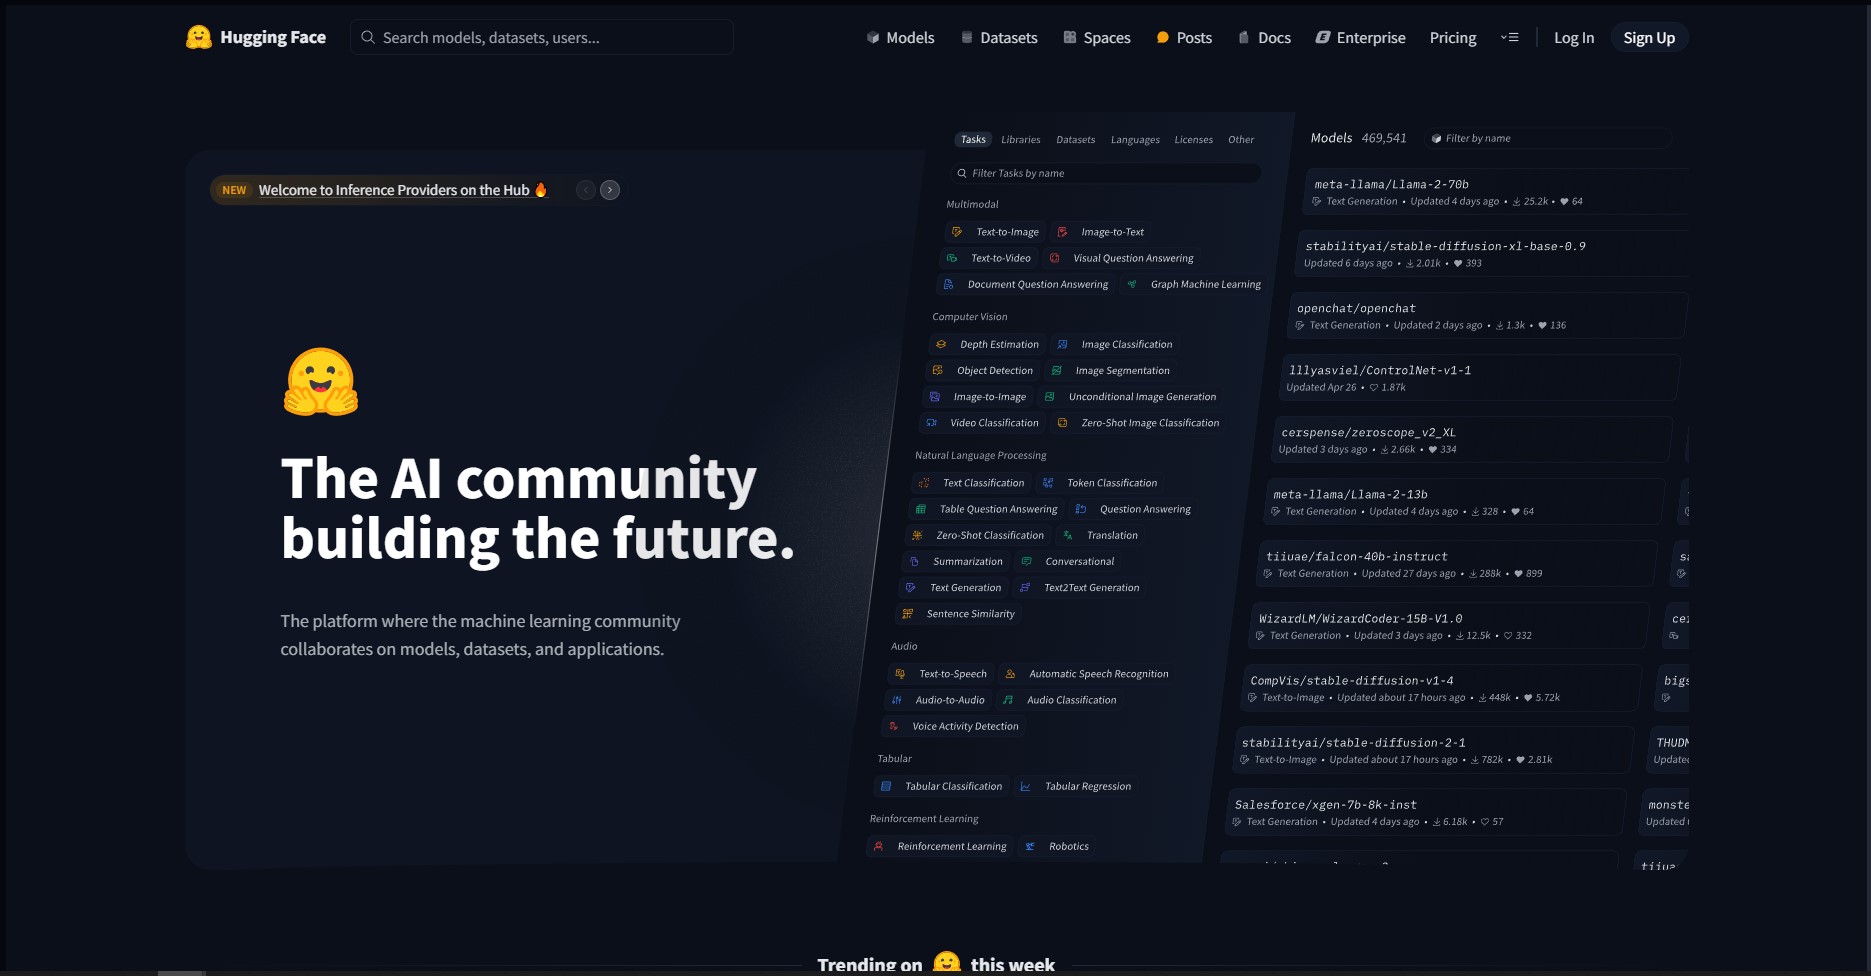 Hugging Face
Search models, datasets, users...
Models
Datasets
Spaces
Posts
Docs
Enterprise
Pricing
Log In
Sign Up
NEW Welcome to Inference Providers on the Hub 🔥
The AI community
building the future.
The platform where the machine learning community
collaborates on models, datasets, and applications.
Tasks Libraries Datasets Languages Licenses Other
Filter Tasks by name
Multimodal
Text-to-Image Image-to-Text
Text-to-Video Visual Question Answering
Document Question Answering Graph Machine Learning
Computer Vision
Depth Estimation Image Classification
Object Detection Image Segmentation
Image-to-Image Unconditional Image Generation
Video Classification Zero-Shot Image Classification
Natural Language Processing
Text Classification Token Classification
Table Question Answering Question Answering
Zero-Shot Classification Translation
Summarization Conversational
Text Generation Text2Text Generation
Sentence Similarity
Audio
Text-to-Speech Automatic Speech Recognition
Audio-to-Audio Audio Classification
Voice Activity Detection
Tabular
Tabular Classification Tabular Regression
Reinforcement Learning
Reinforcement Learning Robotics
Models 469,541 Filter by name
meta-llama/Llama-2-70b
Text Generation • Updated 4 days ago • 25.2k • 64
stabilityai/stable-diffusion-xl-base-0.9
Updated 6 days ago • 2.01k • 393
openchat/openchat
Text Generation • Updated 2 days ago • 1.3k • 136
lllyasviel/ControlNet-v1-1
Updated Apr 26 • 1.87k
cerspense/zeroscope_v2_XL
Updated 3 days ago • 2.66k • 334
meta-llama/Llama-2-13b
Text Generation • Updated 4 days ago • 328 • 64
tiiuae/falcon-40b-instruct
Text Generation • Updated 27 days ago • 288k • 899
WizardLM/WizardCoder-15B-V1.0
Text Generation • Updated 3 days ago • 12.5k • 332
CompVis/stable-diffusion-v1-4
Text-to-Image • Updated about 17 hours ago • 448k • 5.72k
stabilityai/stable-diffusion-2-1
Text-to-Image • Updated about 17 hours ago • 782k • 2.81k
Salesforce/xgen-7b-8k-inst
Text Generation • Updated 4 days ago • 6.18k • 57
bigs
THUDM
Updated
monste
Updated
tiiua
Trending on this week